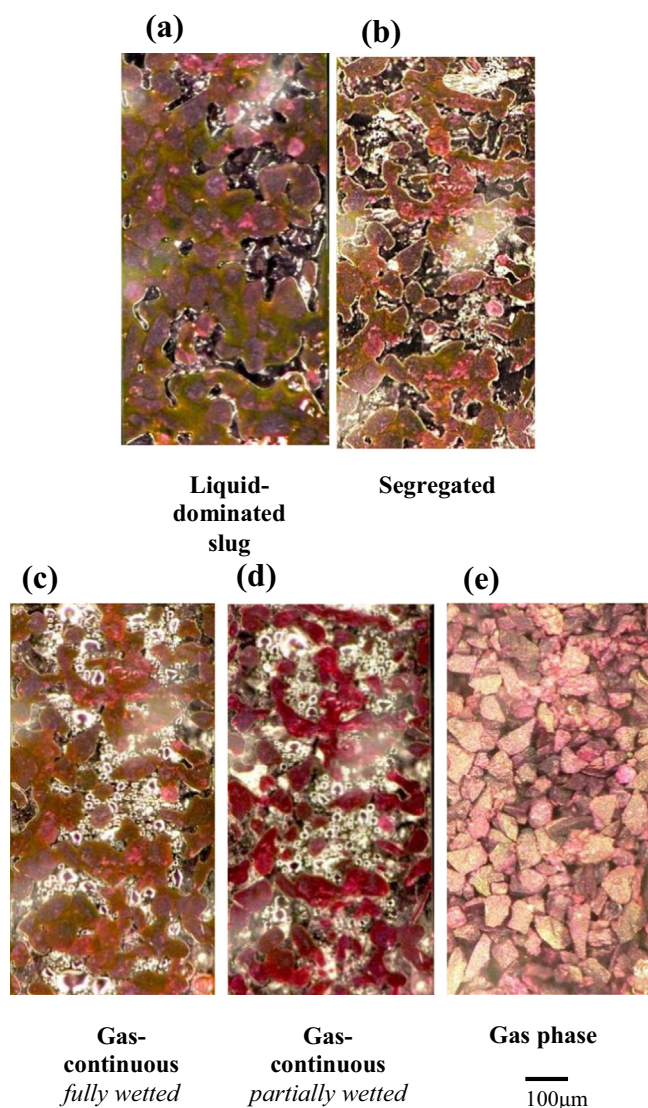 (a)
(b)
Liquid-
dominated
slug
Segregated
(c)
(d)
(e)
Gas-
continuous
fully wetted
Gas-
continuous
partially wetted
Gas phase
100μm